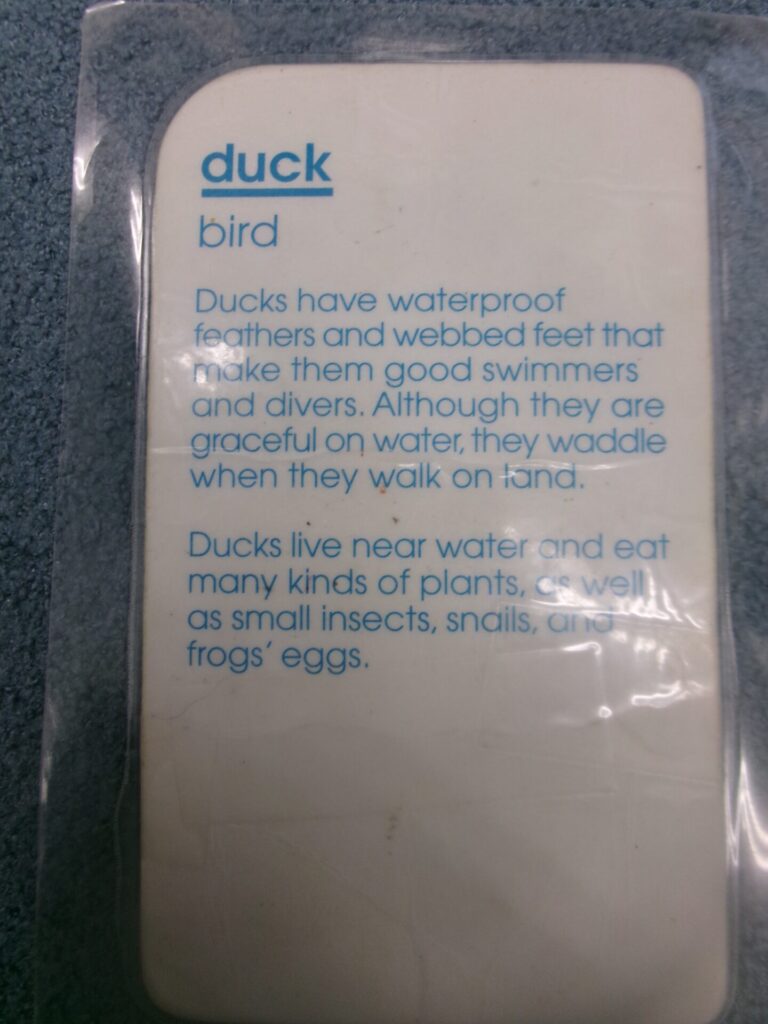 duck
bird
Ducks have waterproof
feathers and webbed feet that
make them good swimmers
and divers. Although they are
graceful on water, they waddle
when they walk on land.
Ducks live near water and eat
many kinds of plants, as well
as small insects, snails, and
frogs' eggs.